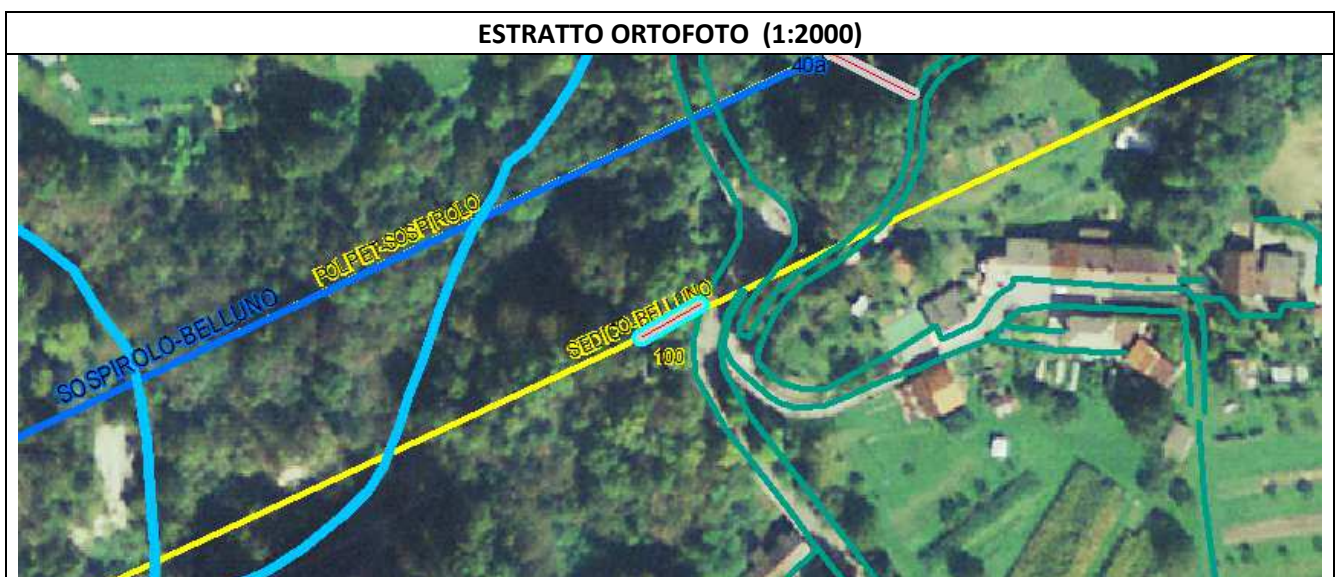 ESTRATTO ORTOFOTO (1:2000)
40a
POLPET-SOSPIROLO
SOSPIROLO-BELLUNO
SEDICO-BELLUNO
100